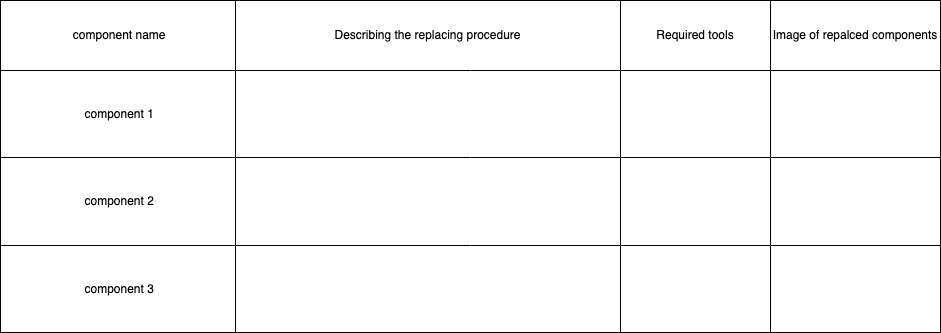 component name
Describing the replacing procedure
Required tools
Image of repalced components
component 1
component 2
component 3